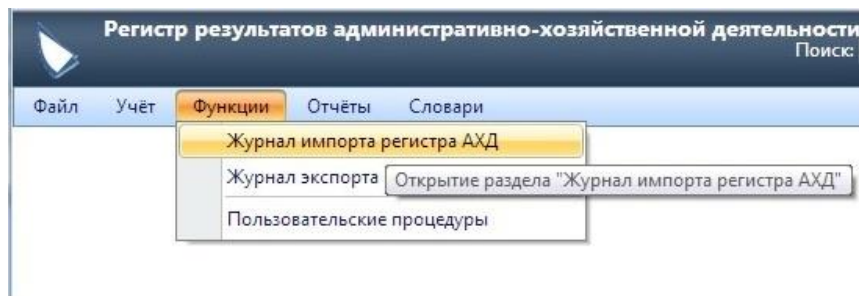 Регистр результатов административно-хозяйственной деятельности
Поиск:
Файл Учёт Функции Отчёты Словари
Журнал импорта регистра АХД
Журнал экспорта
Открытие раздела "Журнал импорта регистра АХД"
Пользовательские процедуры